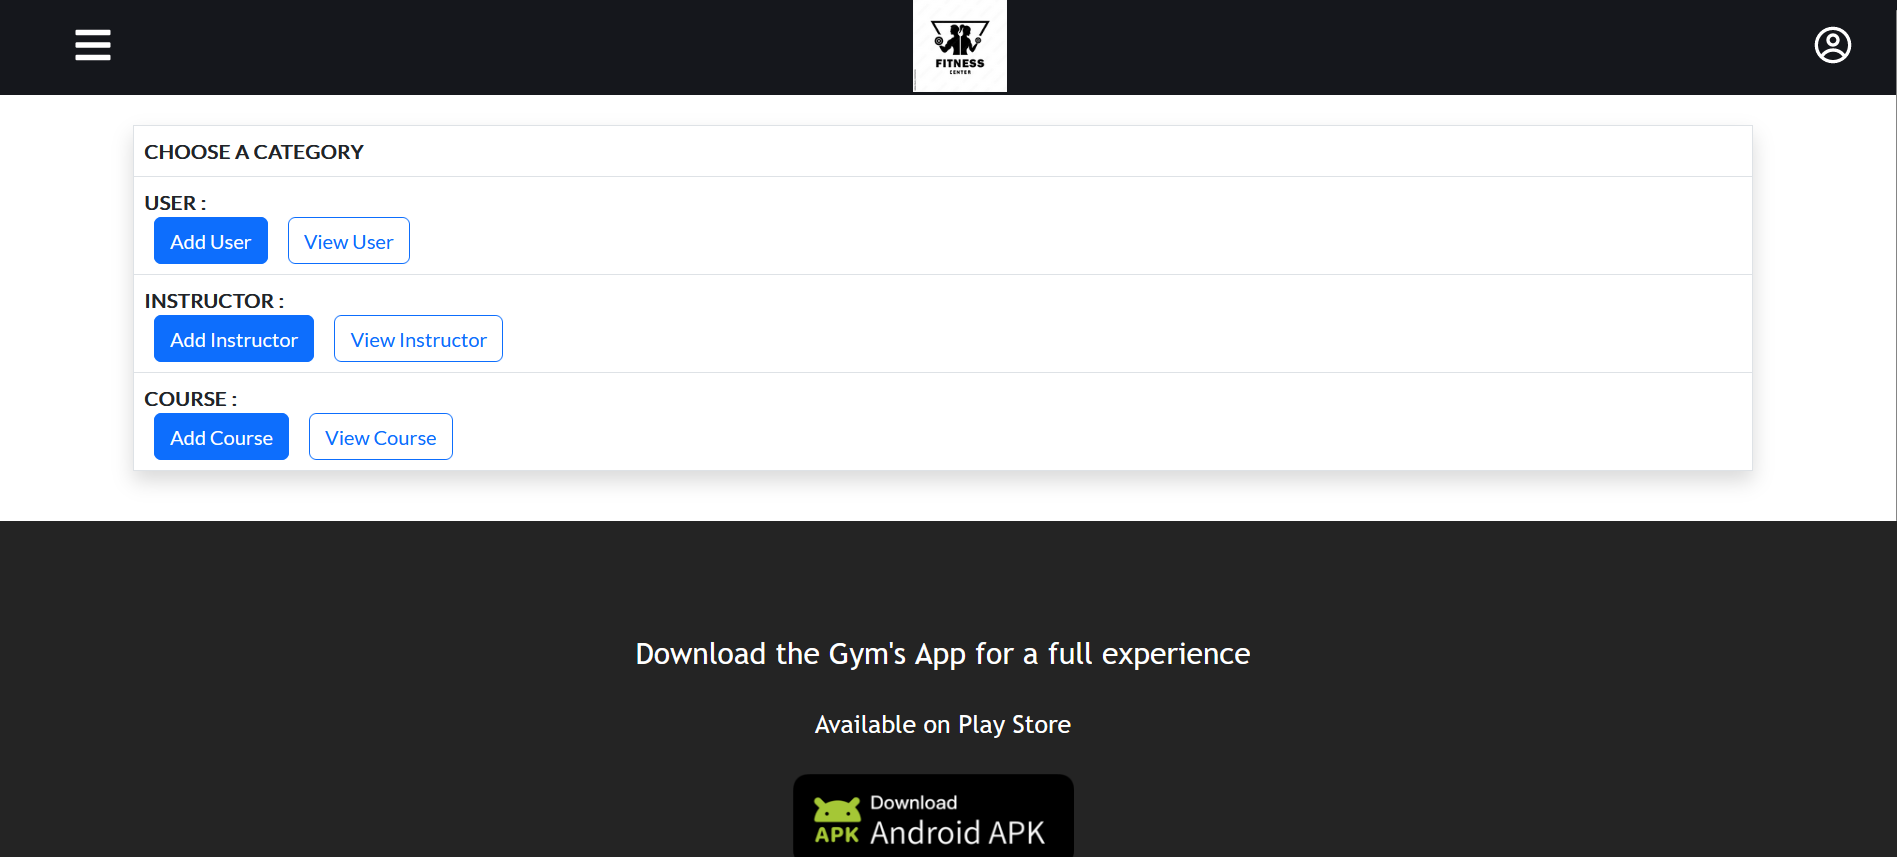 FITNESS
CENTER
CHOOSE A CATEGORY
USER :
Add User View User
INSTRUCTOR :
Add Instructor View Instructor
COURSE :
Add Course View Course
Download the Gym's App for a full experience
Available on Play Store
APK Download
Android APK